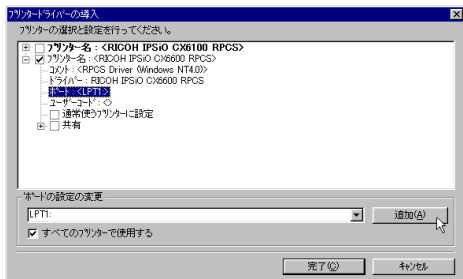 プリンタードライバーの導入
プリンターの選択と設定を行ってください。
プリンター名 : <RICOH IPSiO CX6100 RPCS>
プリンター名 : <RICOH IPSiO CX6600 RPCS>
コメント : <RPCS Driver (Windows NT4.0)>
ドライバー : RICOH IPSiO CX6600 RPCS
ポート : <LPT1:>
ユーザーコード : <>
通常使うプリンターに設定
共有
ポートの設定の変更
LPT1:
追加(A)
すべてのプリンターで使用する
完了(C)
キャンセル